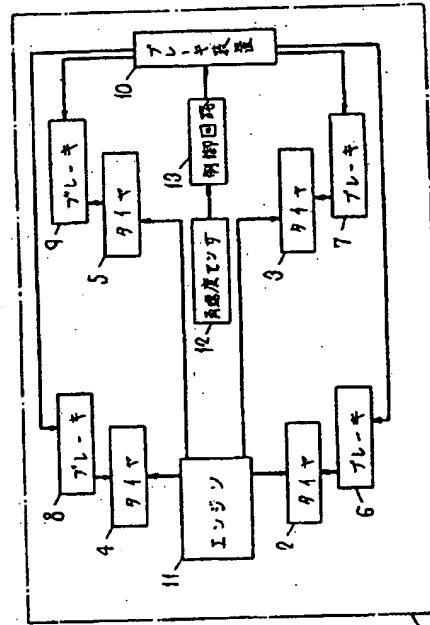 6 ブレーキ
2 タイヤ
11 エンジン
4 タイヤ
8 ブレーキ
7 ブレーキ
3 タイヤ
12 角速度センサ
5 タイヤ
9 ブレーキ
13 制御回路
10 ブレーキ装置